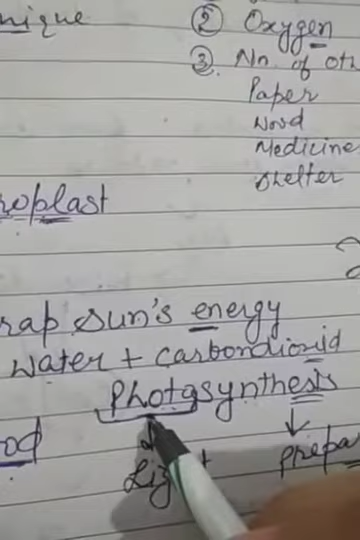 nique
② Oxygen
③ No. of oth
Paper
Wood
Medicine
Shelter
roplast
rap Sun's energy
water + carbondioxid
Photosynthesis
od
prepa